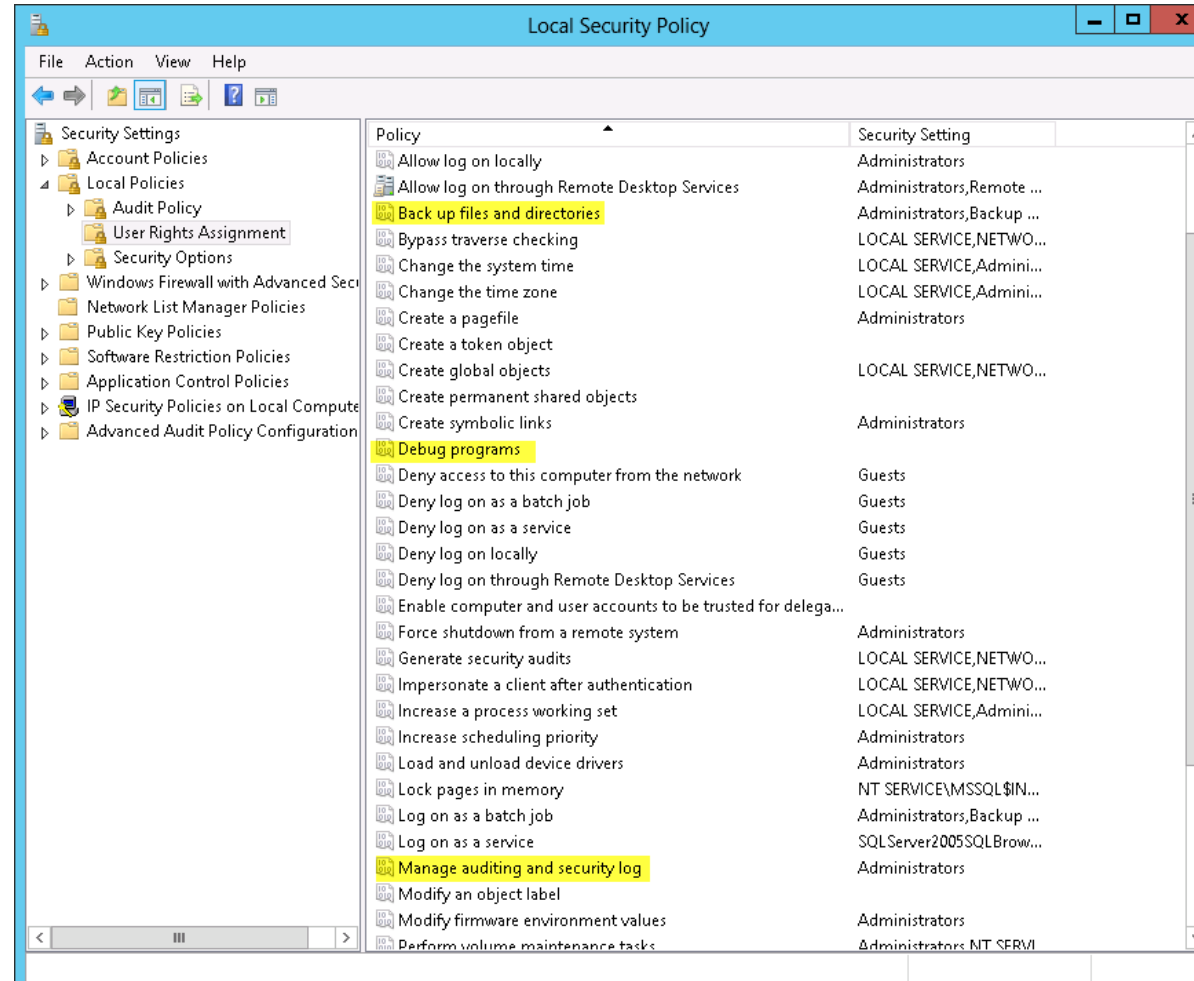 Local Security Policy
File Action View Help
Security Settings
Account Policies
Local Policies
Audit Policy
User Rights Assignment
Security Options
Windows Firewall with Advanced Secu
Network List Manager Policies
Public Key Policies
Software Restriction Policies
Application Control Policies
IP Security Policies on Local Compute
Advanced Audit Policy Configuration
Policy Security Setting
Allow log on locally Administrators
Allow log on through Remote Desktop Services Administrators,Remote ...
Back up files and directories Administrators,Backup ...
Bypass traverse checking LOCAL SERVICE,NETWO...
Change the system time LOCAL SERVICE,Admini...
Change the time zone LOCAL SERVICE,Admini...
Create a pagefile Administrators
Create a token object
Create global objects LOCAL SERVICE,NETWO...
Create permanent shared objects
Create symbolic links Administrators
Debug programs
Deny access to this computer from the network Guests
Deny log on as a batch job Guests
Deny log on as a service Guests
Deny log on locally Guests
Deny log on through Remote Desktop Services Guests
Enable computer and user accounts to be trusted for delega...
Force shutdown from a remote system Administrators
Generate security audits LOCAL SERVICE,NETWO...
Impersonate a client after authentication LOCAL SERVICE,NETWO...
Increase a process working set LOCAL SERVICE,Admini...
Increase scheduling priority Administrators
Load and unload device drivers Administrators
Lock pages in memory NT SERVICE\MSSQL$IN...
Log on as a batch job Administrators,Backup ...
Log on as a service SQLServer2005SQLBrow...
Manage auditing and security log Administrators
Modify an object label
Modify firmware environment values Administrators
Perform volume maintenance tasks Administrators,NT SERVI